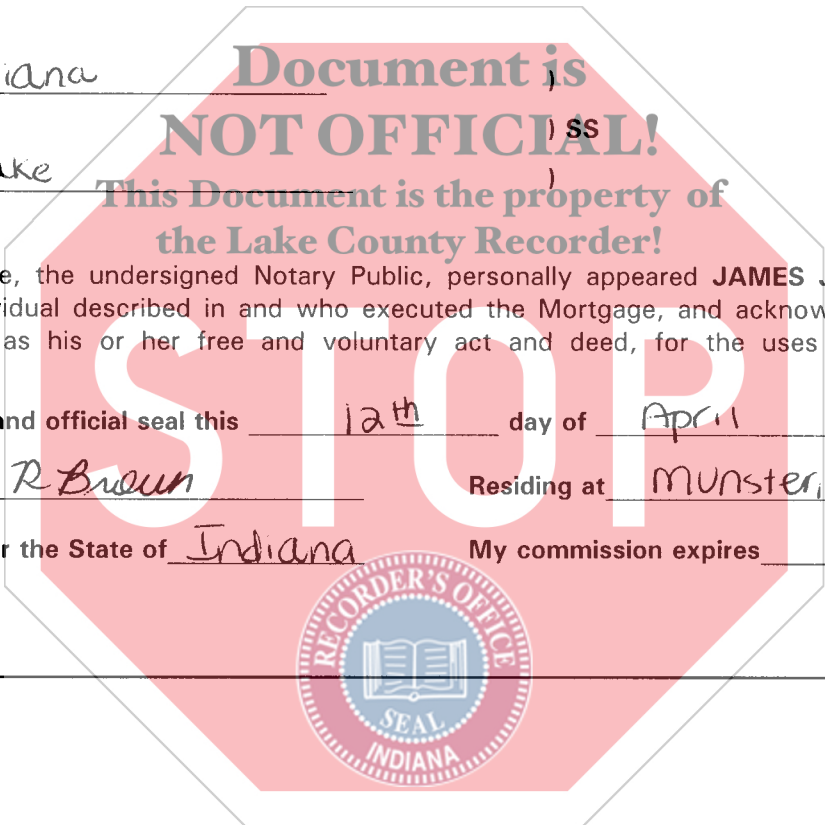 Document is
iana )
NOT OFFICIAL!
) SS
ake )
This Document is the property of
the Lake County Recorder!
e, the undersigned Notary Public, personally appeared JAMES J
vidual described in and who executed the Mortgage, and acknow
as his or her free and voluntary act and deed, for the uses
STOP
and official seal this 12th day of April
R Brown Residing at Munster,
r the State of Indiana My commission expires
RECORDER'S OFFICE
SEAL
INDIANA